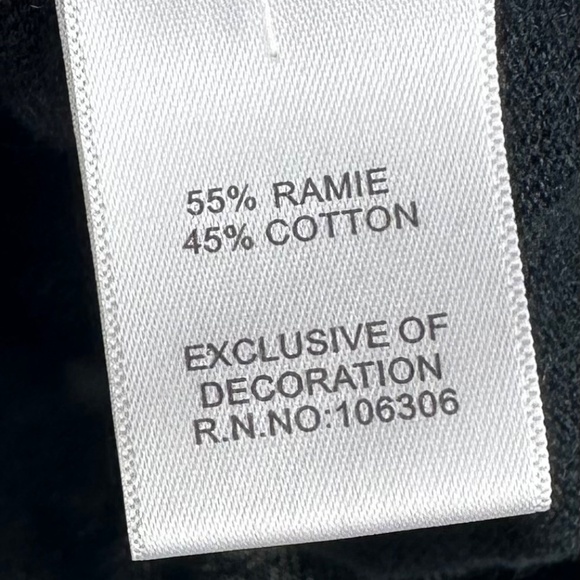 55% RAMIE
45% COTTON
EXCLUSIVE OF
DECORATION
R.N.NO:106306